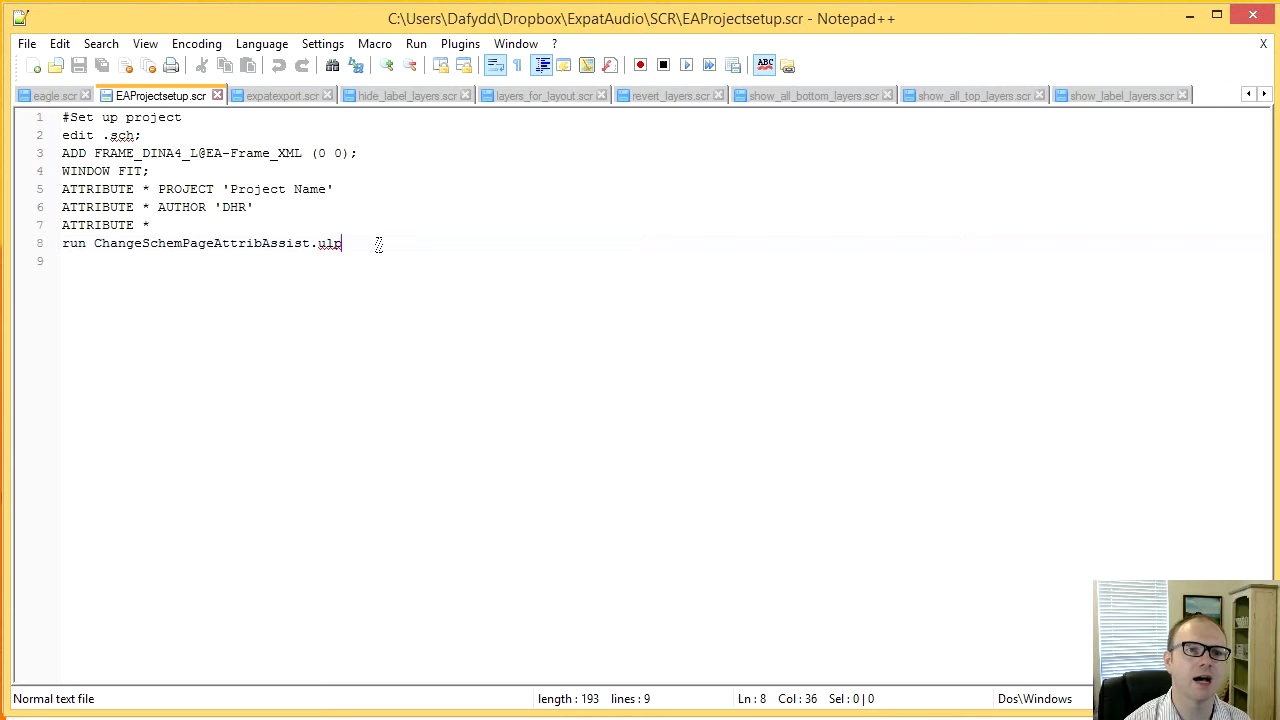 C:\Users\Dafydd\Dropbox\ExpatAudio\SCR\EAProjectsetup.scr - Notepad++
File Edit Search View Encoding Language Settings Macro Run Plugins Window ? X
eagle.scr EAProjectsetup.scr expatexport.scr hide_label_layers.scr layers_for_layout.scr revert_layers.scr show_all_bottom_layers.scr show_all_top_layers.scr show_label_layers.scr
1 #Set up project
2 edit .sch;
3 ADD FRAME_DINA4_L@EA-Frame_XML (0 0);
4 WINDOW FIT;
5 ATTRIBUTE * PROJECT 'Project Name'
6 ATTRIBUTE * AUTHOR 'DHR'
7 ATTRIBUTE *
8 run ChangeSchemPageAttribAssist.ulp
9
Normal text file length : 193 lines : 9 Ln : 8 Col : 36 Sel : 0 | 0 Dos\Windows